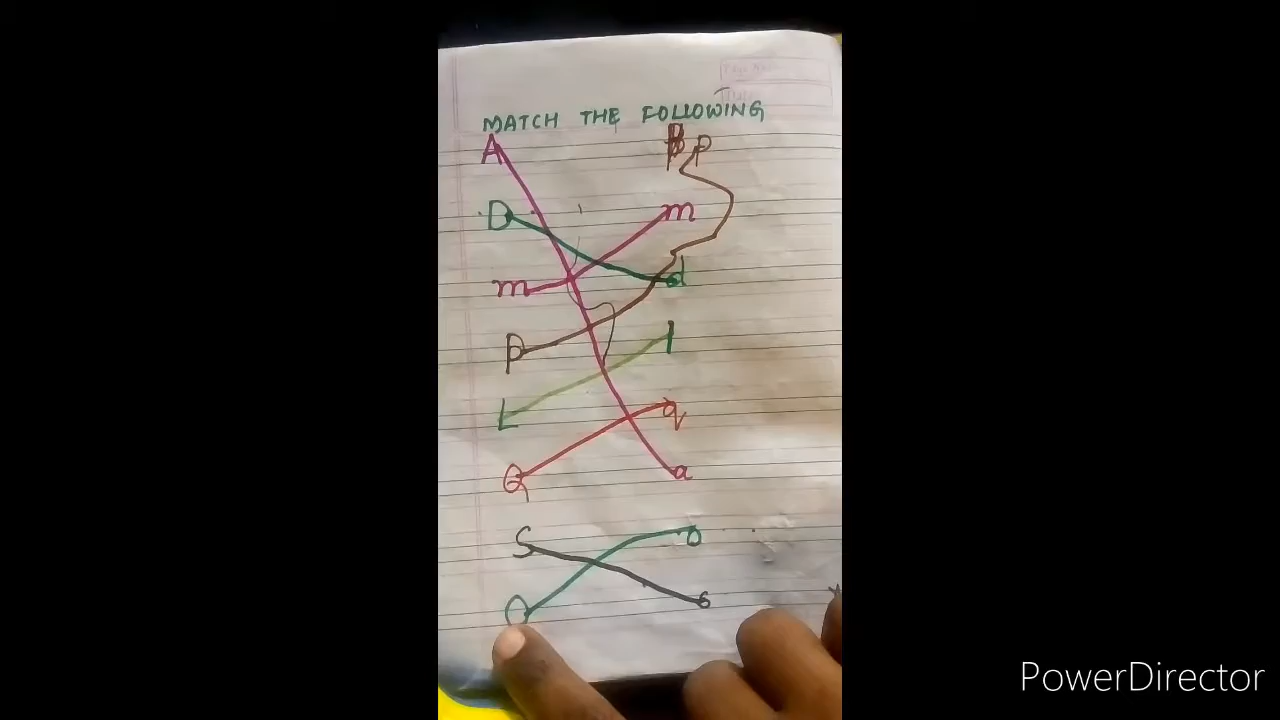 MATCH THE FOLLOWING
A p
D m
m d
P l
L q
Q a
S o
O s
PowerDirector